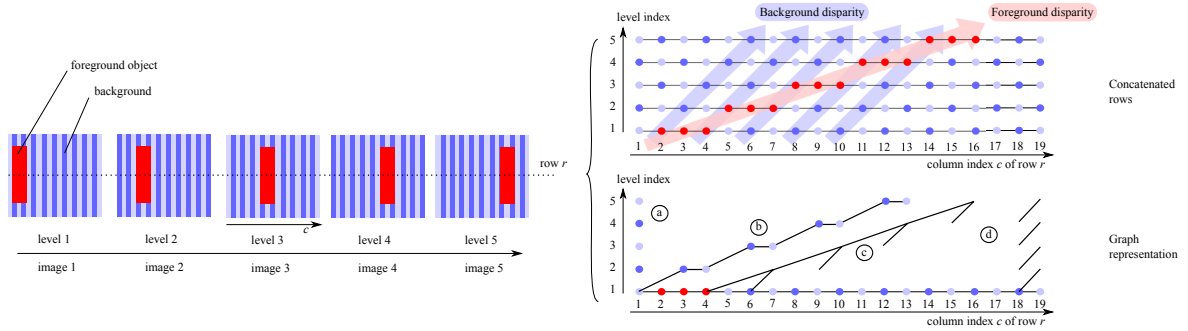 foreground object
background
row r
c
level 1 level 2 level 3 level 4 level 5
image 1 image 2 image 3 image 4 image 5
level index
Background disparity
Foreground disparity
5
4
3
2
1
1 2 3 4 5 6 7 8 9 10 11 12 13 14 15 16 17 18 19
column index c of row r
Concatenated
rows
level index
5
4
3
2
1
a
b
c
d
1 2 3 4 5 6 7 8 9 10 11 12 13 14 15 16 17 18 19
column index c of row r
Graph
representation